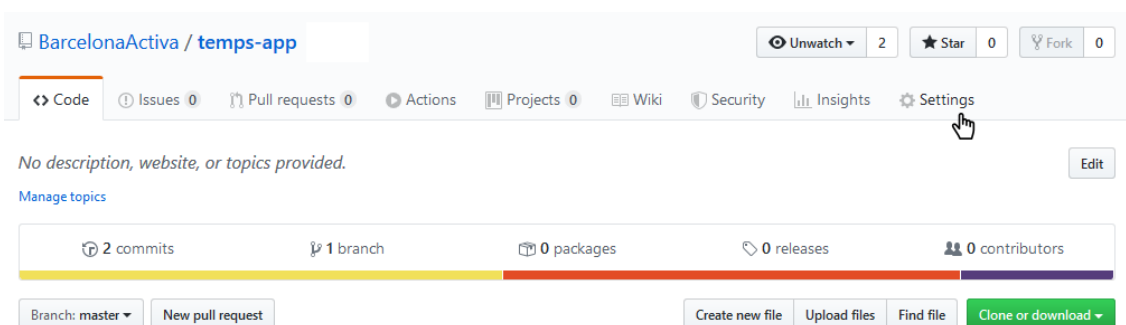 BarcelonaActiva / temps-app Unwatch 2 Star 0 Fork 0
Code Issues 0 Pull requests 0 Actions Projects 0 Wiki Security Insights Settings
No description, website, or topics provided. Edit
Manage topics
2 commits 1 branch 0 packages 0 releases 0 contributors
Branch: master New pull request Create new file Upload files Find file Clone or download